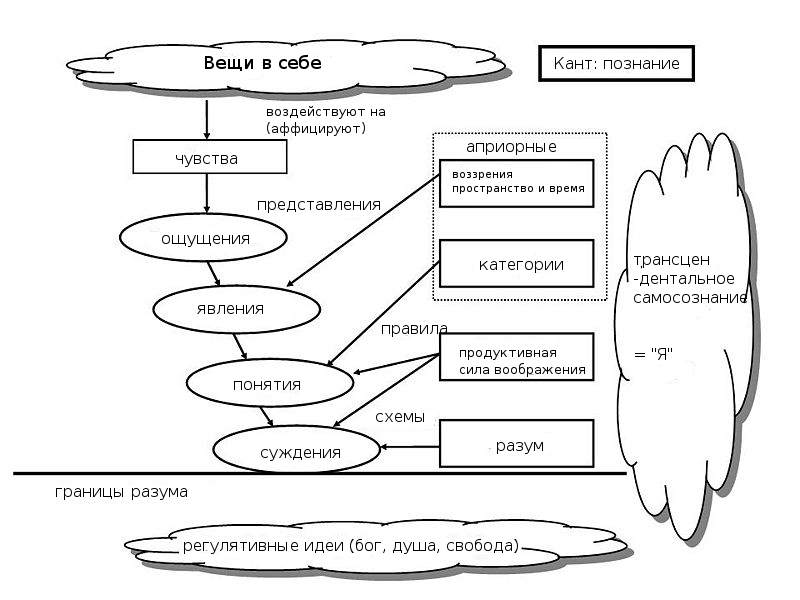 Вещи в себе
Кант: познание
воздействуют на
(аффицируют)
чувства
априорные
воззрения
пространство и время
представления
ощущения
категории
трансцен
-дентальное
самосознание
явления
правила
продуктивная
сила воображения
= "Я"
понятия
схемы
разум
суждения
границы разума
регулятивные идеи (бог, душа, свобода)